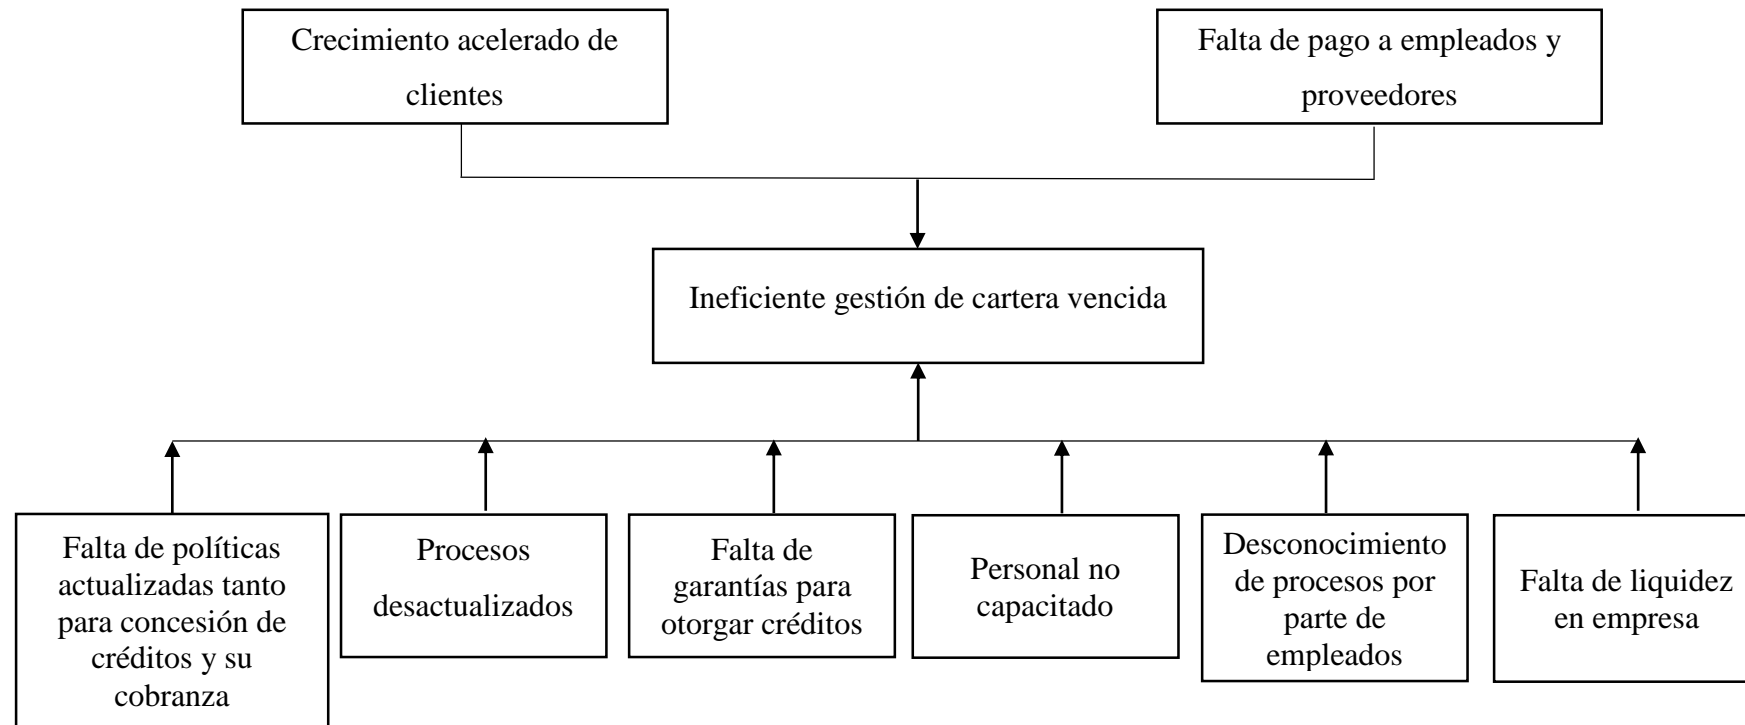 Crecimiento acelerado de
clientes
Falta de pago a empleados y
proveedores
Ineficiente gestión de cartera vencida
Falta de políticas
actualizadas tanto
para concesión de
créditos y su
cobranza
Procesos
desactualizados
Falta de
garantías para
otorgar créditos
Personal no
capacitado
Desconocimiento
de procesos por
parte de
empleados
Falta de liquidez
en empresa